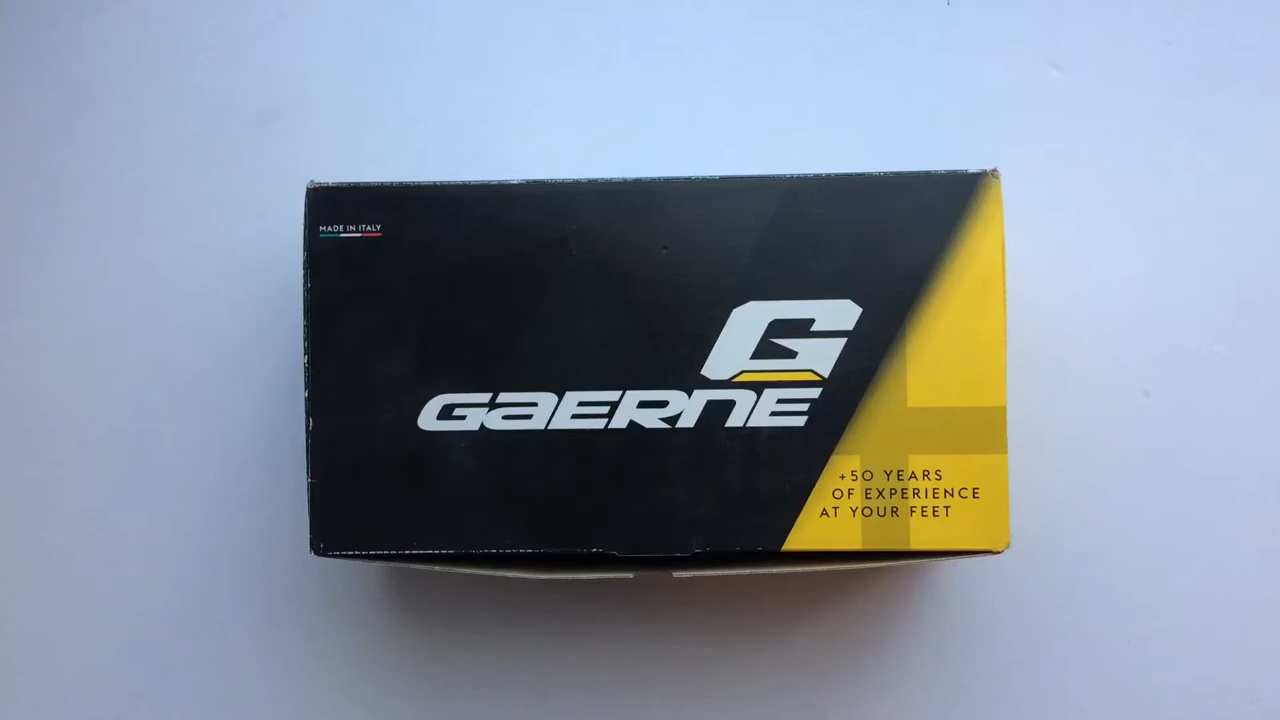 MADE IN ITALY
G
GAERNE
+50 YEARS
OF EXPERIENCE
AT YOUR FEET